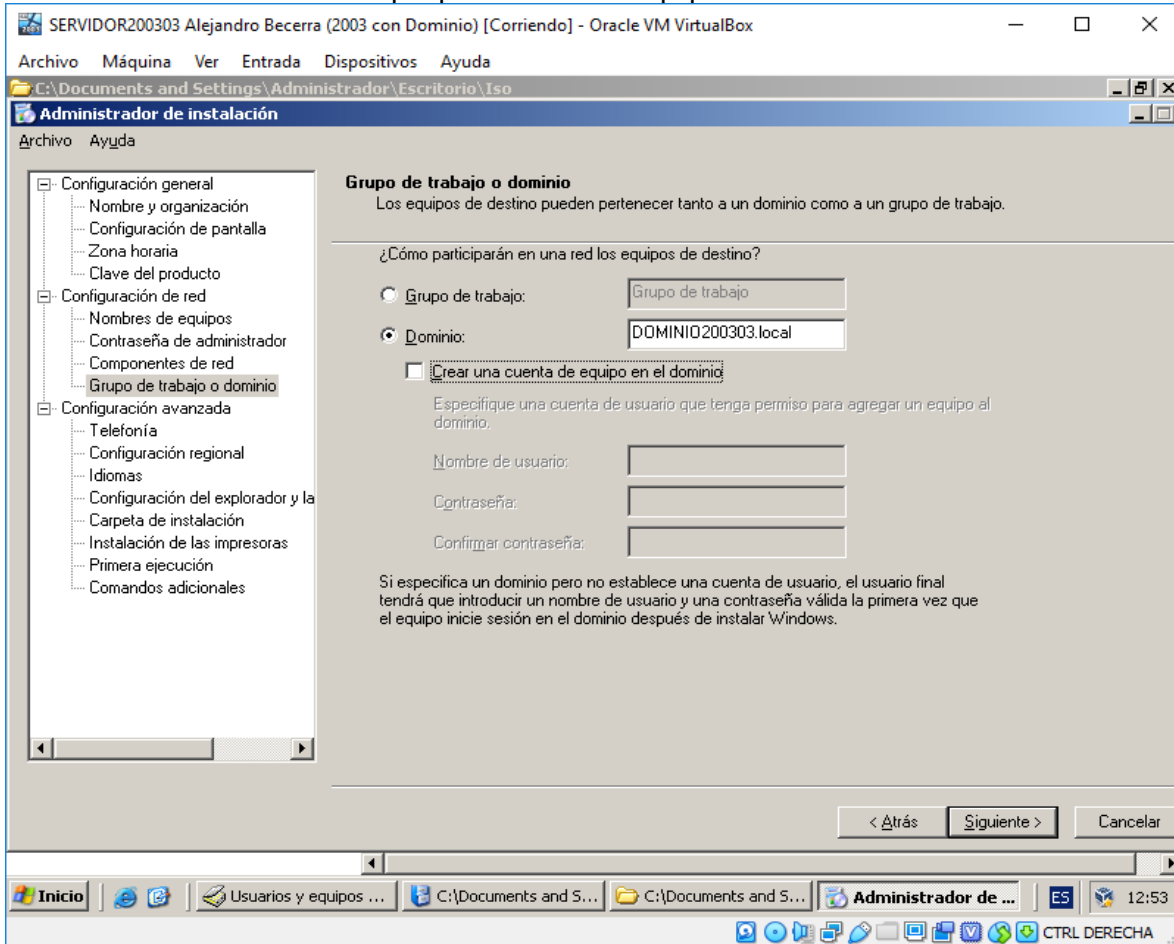 SERVIDOR200303 Alejandro Becerra (2003 con Dominio) [Corriendo] - Oracle VM VirtualBox
Archivo Máquina Ver Entrada Dispositivos Ayuda
C:\Documents and Settings\Administrador\Escritorio\Iso
Administrador de instalación
Archivo Ayuda
Configuración general
Nombre y organización
Configuración de pantalla
Zona horaria
Clave del producto
Configuración de red
Nombres de equipos
Contraseña de administrador
Componentes de red
Grupo de trabajo o dominio
Configuración avanzada
Telefonía
Configuración regional
Idiomas
Configuración del explorador y la
Carpeta de instalación
Instalación de las impresoras
Primera ejecución
Comandos adicionales
Grupo de trabajo o dominio
Los equipos de destino pueden pertenecer tanto a un dominio como a un grupo de trabajo.
¿Cómo participarán en una red los equipos de destino?
Grupo de trabajo: Grupo de trabajo
Dominio: DOMINIO200303.local
Crear una cuenta de equipo en el dominio
Especifique una cuenta de usuario que tenga permiso para agregar un equipo al
dominio.
Nombre de usuario:
Contraseña:
Confirmar contraseña:
Si especifica un dominio pero no establece una cuenta de usuario, el usuario final
tendrá que introducir un nombre de usuario y una contraseña válida la primera vez que
el equipo inicie sesión en el dominio después de instalar Windows.
< Atrás Siguiente > Cancelar
Inicio Usuarios y equipos ... C:\Documents and S... C:\Documents and S... Administrador de ... ES 12:53
CTRL DERECHA